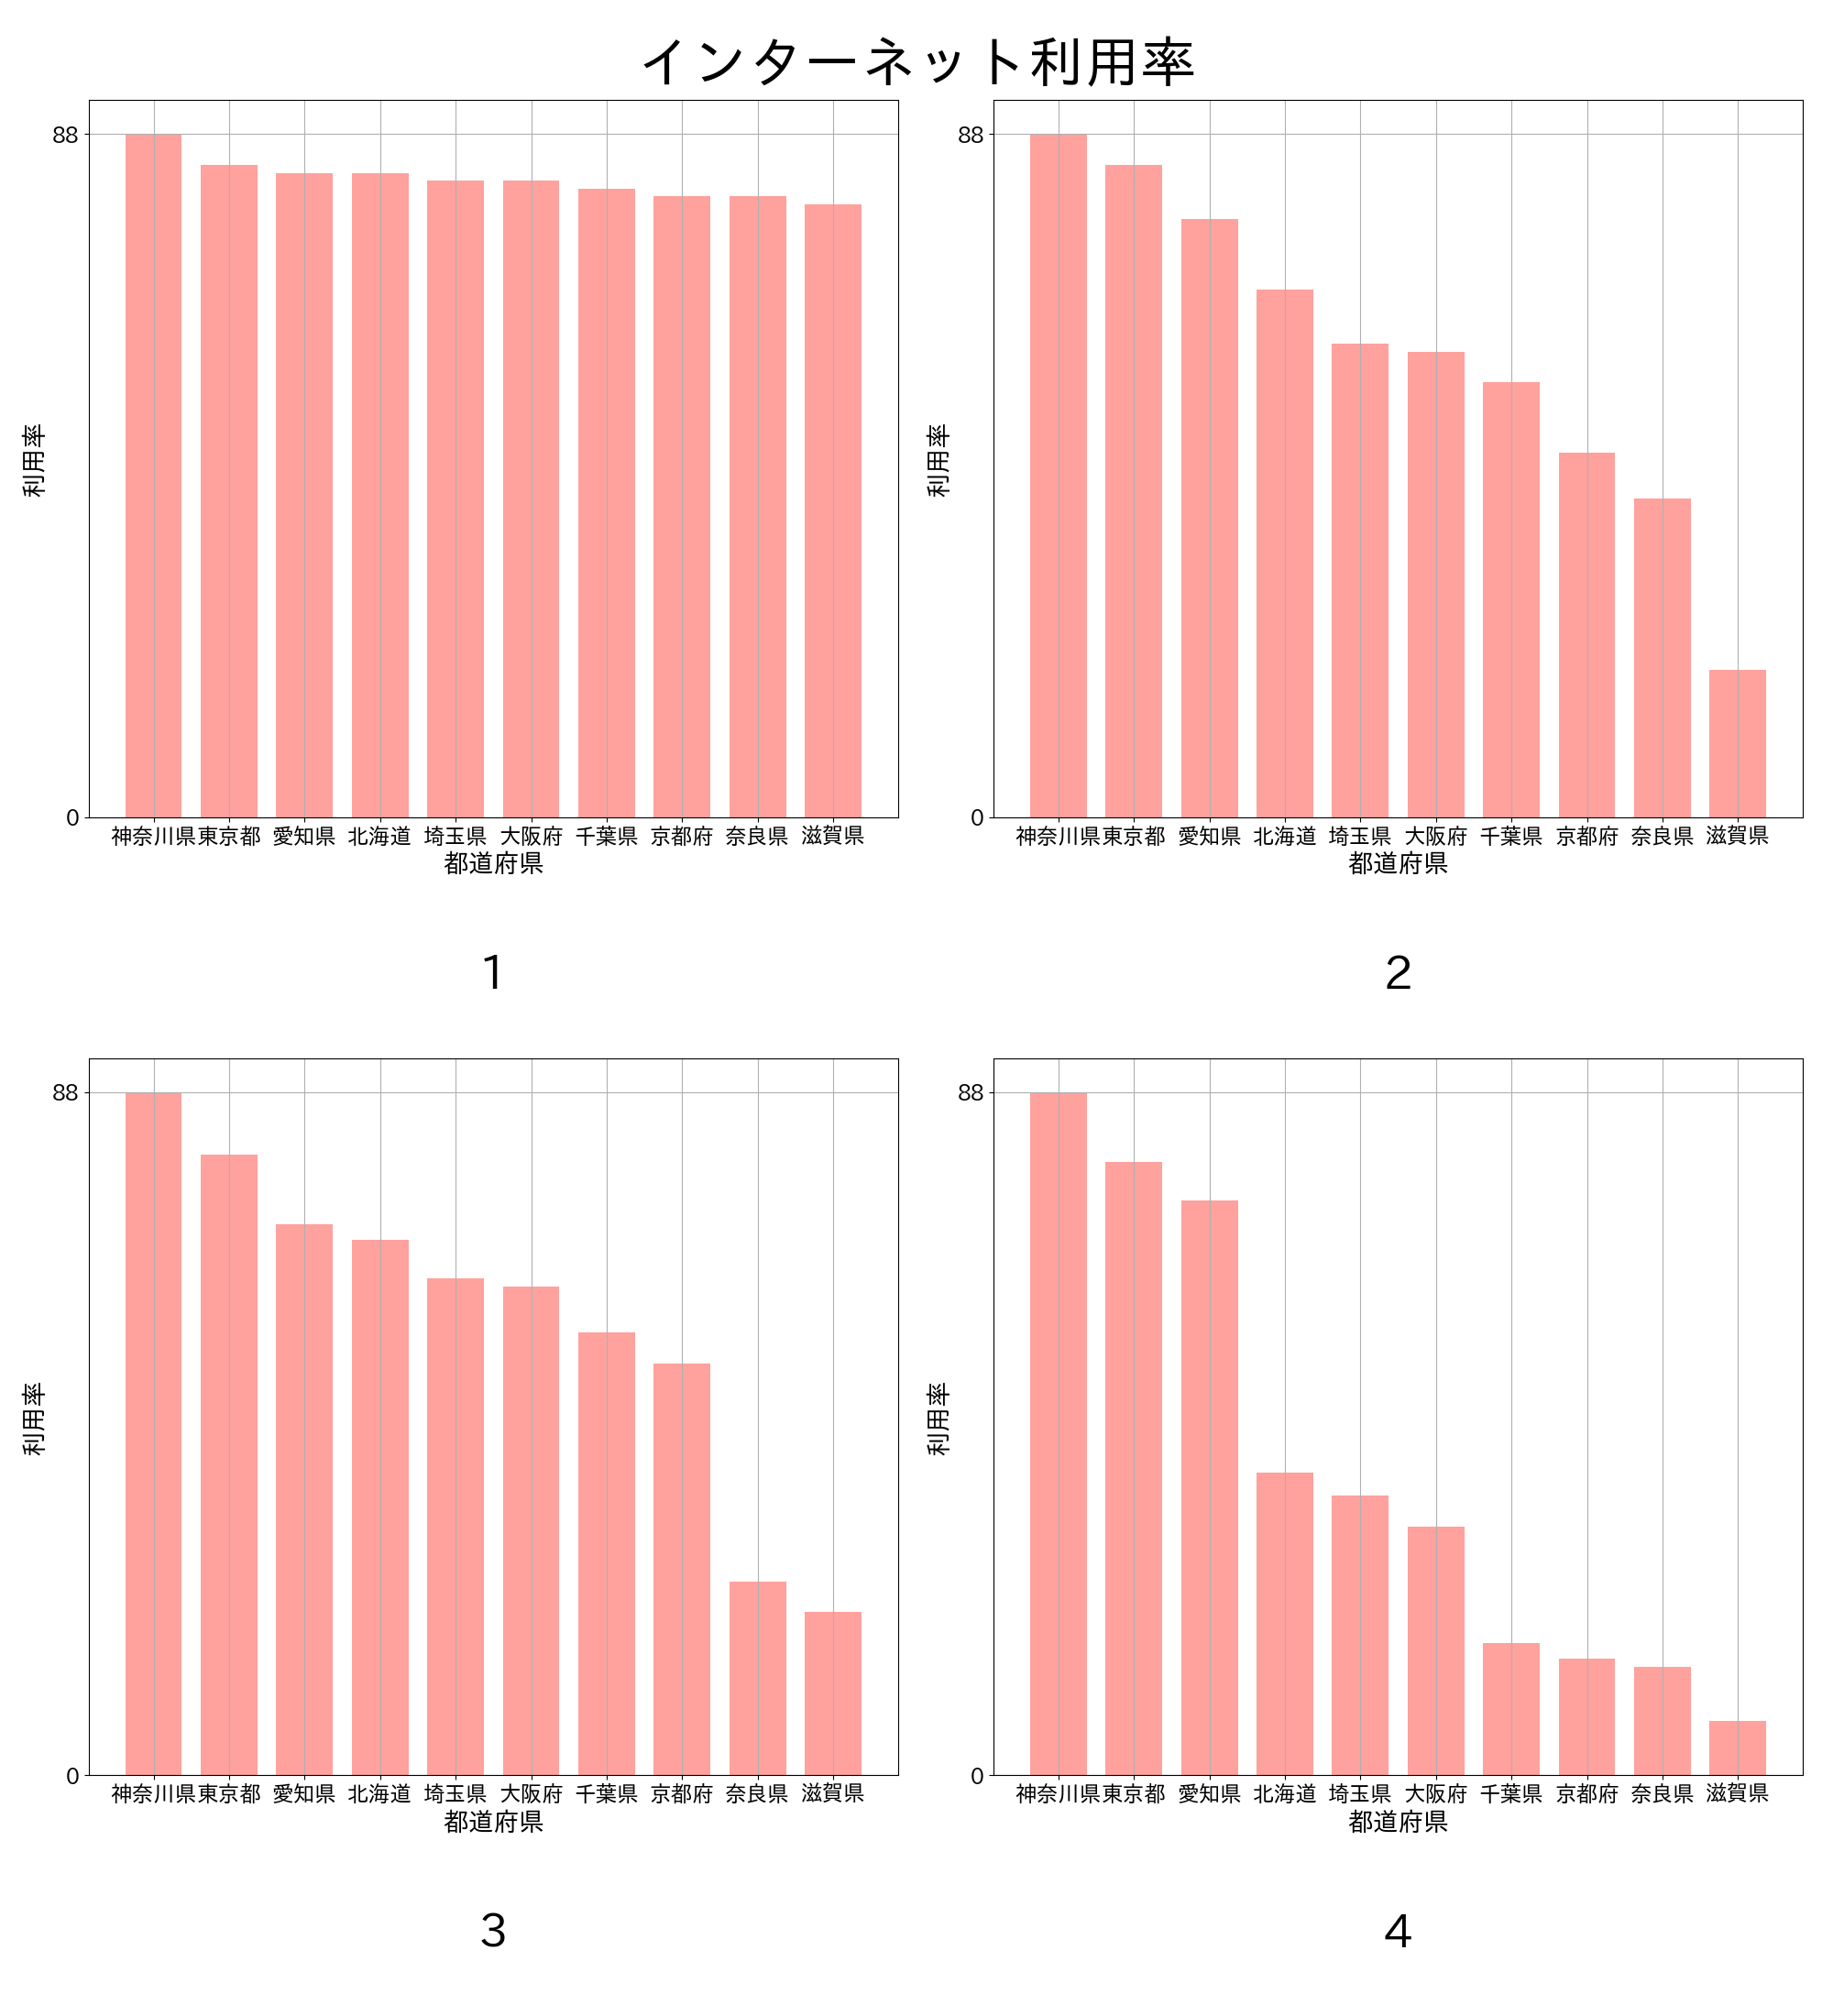 インターネット利用率
88
0
利用率
神奈川県 東京都 愛知県 北海道 埼玉県 大阪府 千葉県 京都府 奈良県 滋賀県
都道府県
1
88
0
利用率
神奈川県 東京都 愛知県 北海道 埼玉県 大阪府 千葉県 京都府 奈良県 滋賀県
都道府県
2
88
0
利用率
神奈川県 東京都 愛知県 北海道 埼玉県 大阪府 千葉県 京都府 奈良県 滋賀県
都道府県
3
88
0
利用率
神奈川県 東京都 愛知県 北海道 埼玉県 大阪府 千葉県 京都府 奈良県 滋賀県
都道府県
4